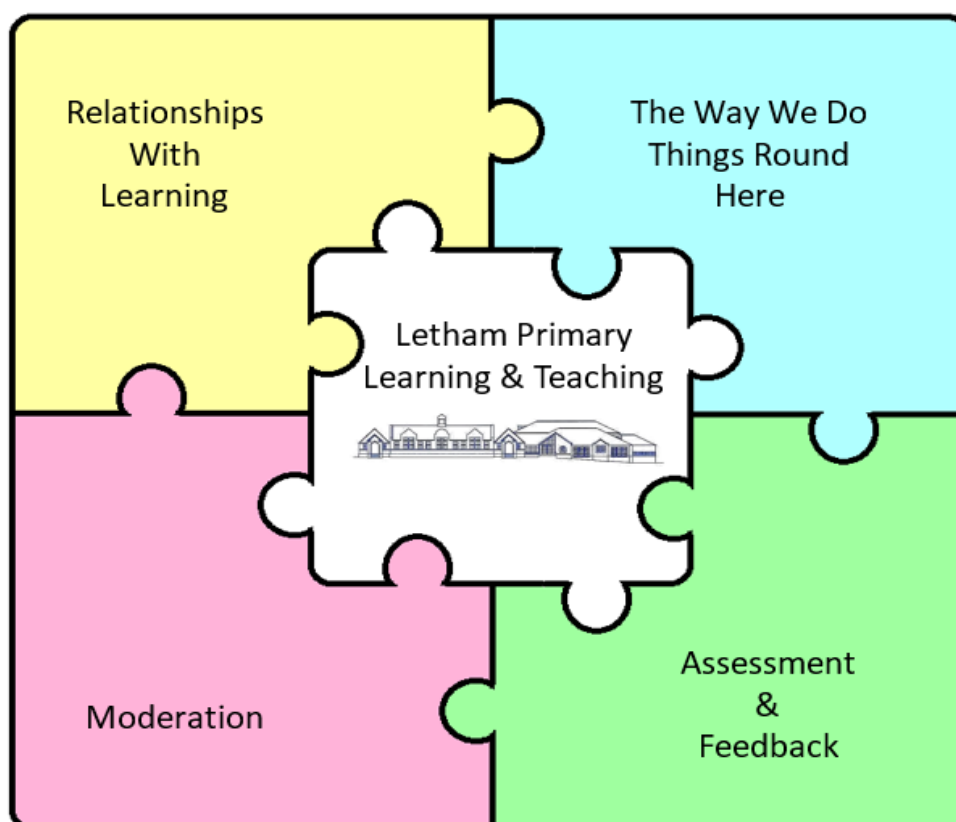 Relationships
With
Learning
The Way We Do
Things Round
Here
Letham Primary
Learning & Teaching
Moderation
Assessment
&
Feedback